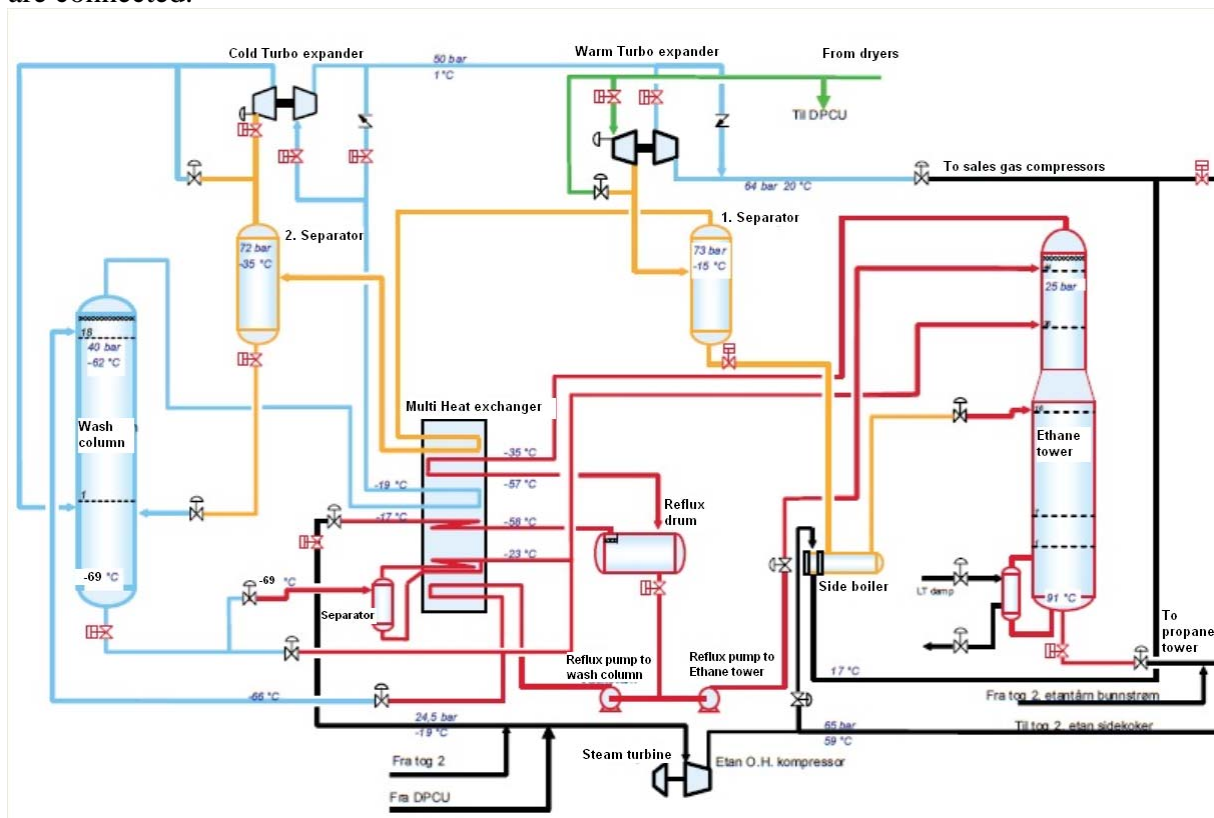 are connected.
Cold Turbo expander
50 bar
1 °C
Warm Turbo expander
From dryers
Til DPCU
To sales gas compressors
64 bar 20 °C
2. Separator
72 bar
-35 °C
1. Separator
73 bar
-15 °C
25 bar
18
40 bar
-62 °C
Wash
column
1
-69 °C
Multi Heat exchanger
-35 °C
-57 °C
-19 °C
-17 °C
-58 °C
-23 °C
Reflux
drum
Ethane
tower
1
91 °C
-69 °C
Separator
Side boiler
LT damp
To
propane
tower
Reflux pump to
wash column
Reflux pump to
Ethane tower
17 °C
-66 °C
Fra tog 2, etantårn bunnstrøm
24,5 bar
-19 °C
65 bar
59 °C
Til tog 2, etan sidekoker
Steam turbine
Etan O.H. kompressor
Fra tog 2
Fra DPCU